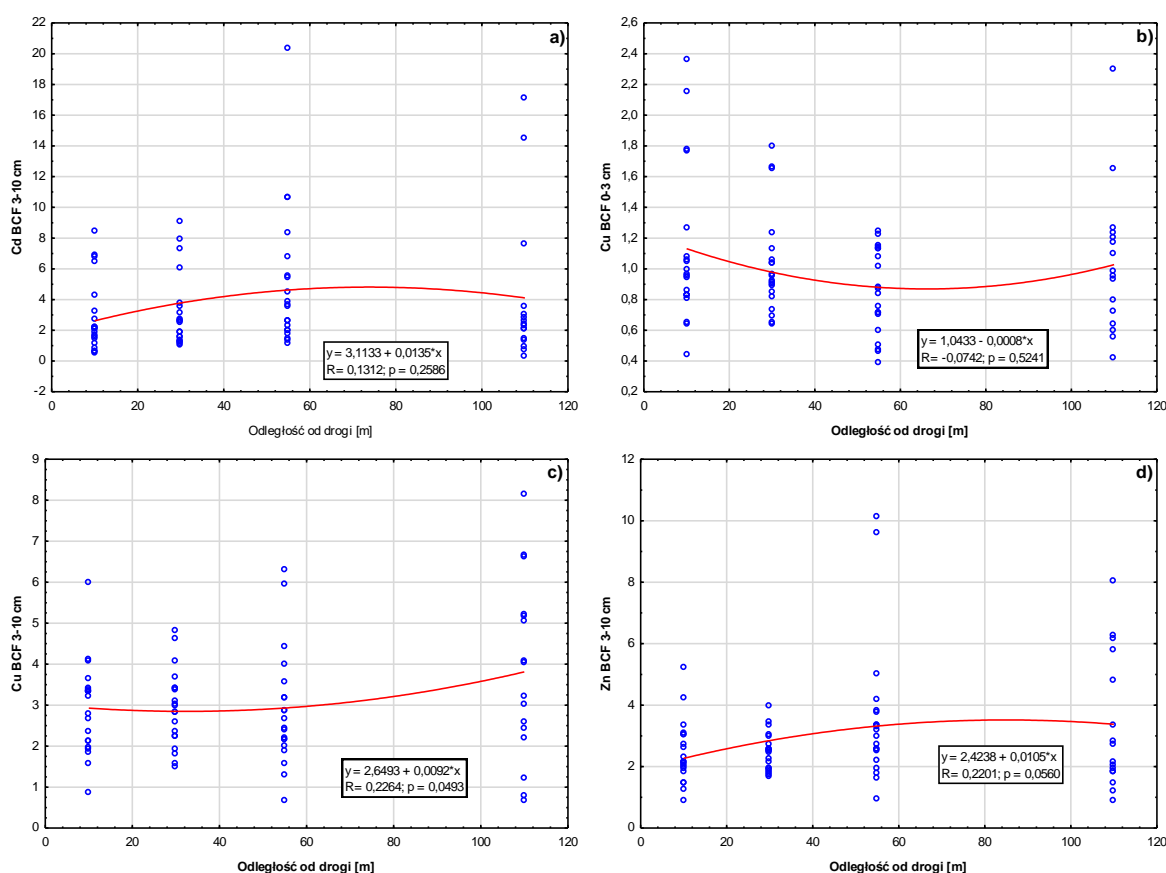 a)
Cd BCF 3-10 cm
22
20
18
16
14
12
10
8
6
4
2
0
-2
y = 3,1133 + 0,0135*x
R= 0,1312; p = 0,2586
0 20 40 60 80 100 120
Odległość od drogi [m]
b)
Cu BCF 0-3 cm
2,6
2,4
2,2
2,0
1,8
1,6
1,4
1,2
1,0
0,8
0,6
0,4
0,2
y = 1,0433 - 0,0008*x
R= -0,0742; p = 0,5241
0 20 40 60 80 100 120
Odległość od drogi [m]
c)
Cu BCF 3-10 cm
9
8
7
6
5
4
3
2
1
0
y = 2,6493 + 0,0092*x
R= 0,2264; p = 0,0493
0 20 40 60 80 100 120
Odległość od drogi [m]
d)
Zn BCF 3-10 cm
12
10
8
6
4
2
0
y = 2,4238 + 0,0105*x
R= 0,2201; p = 0,0560
0 20 40 60 80 100 120
Odległość od drogi [m]